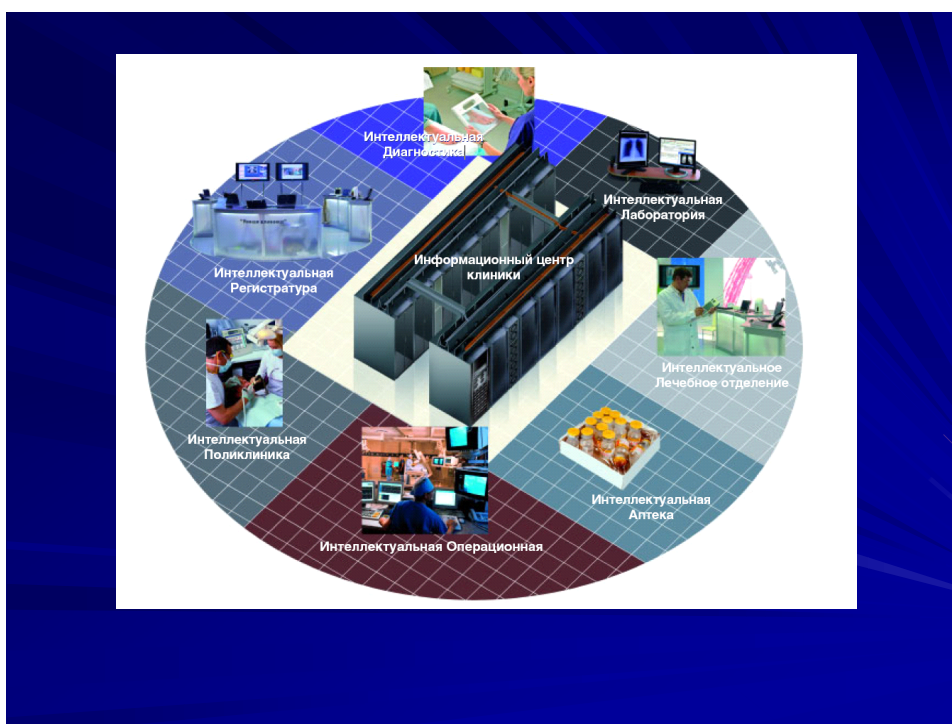 Интеллектуальная
Диагностика
Интеллектуальная
Лаборатория
Информационный центр
клиники
Интеллектуальная
Регистратура
Интеллектуальное
Лечебное отделение
Интеллектуальная
Поликлиника
Интеллектуальная
Аптека
Интеллектуальная Операционная